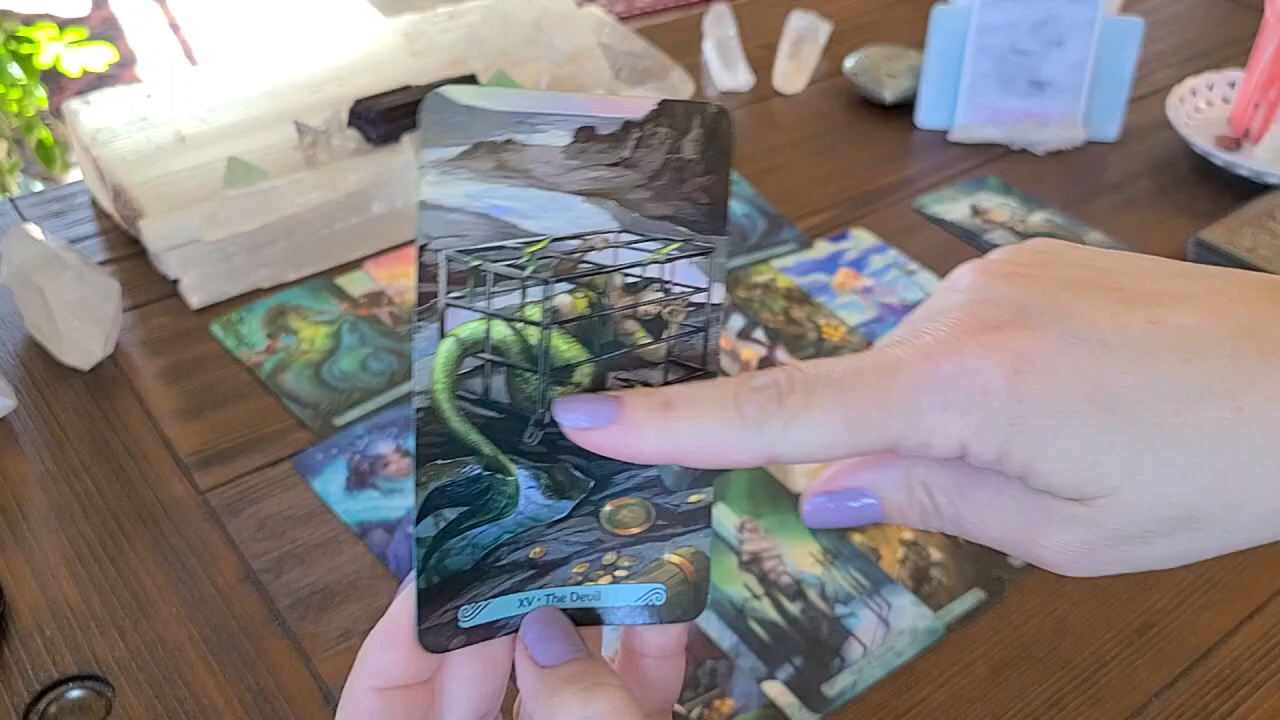 XV • The Devil